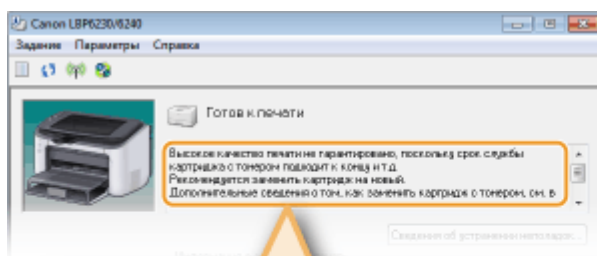 Canon LBP6230/6240
Задание Параметры Справка
Готов к печати
Высокое качество печати не гарантировано, поскольку срок службы
картриджа с тонером подходит к концу и т.д.
Рекомендуется заменить картридж на новый.
Дополнительные сведения о том, как заменить картридж с тонером, см. в
Сведения об устранении неполадок...